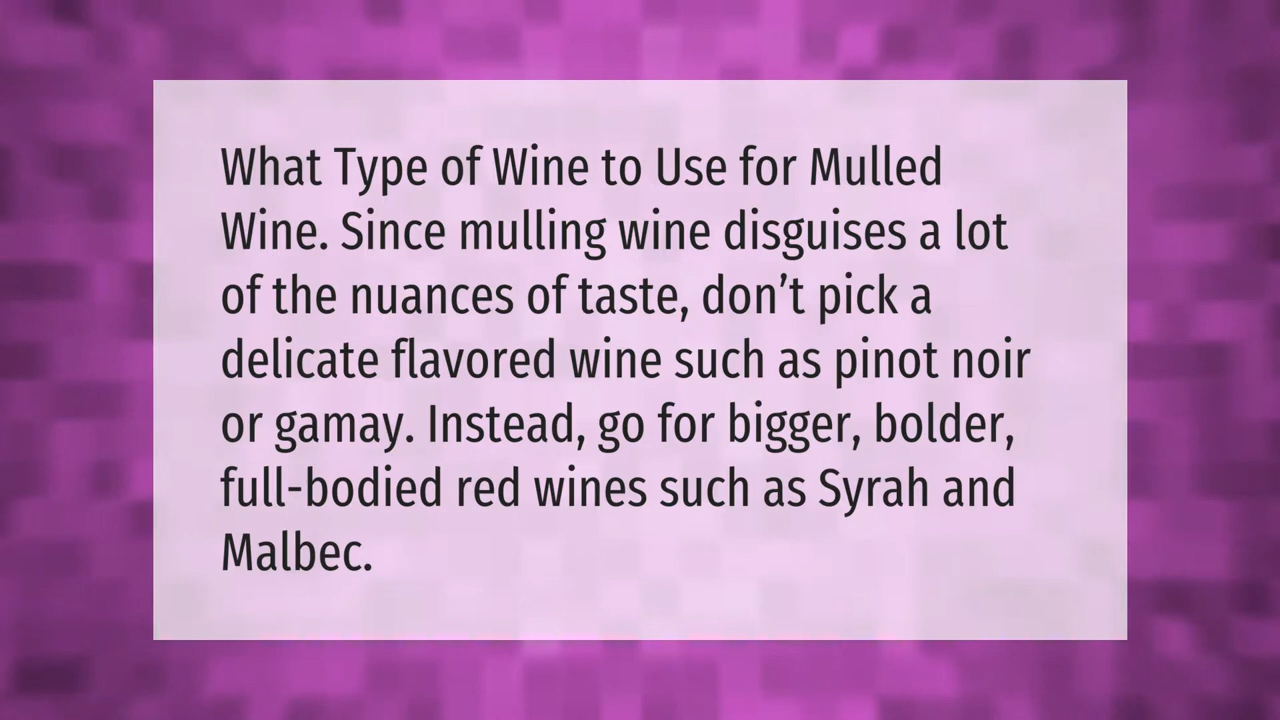 What Type of Wine to Use for Mulled
Wine. Since mulling wine disguises a lot
of the nuances of taste, don’t pick a
delicate flavored wine such as pinot noir
or gamay. Instead, go for bigger, bolder,
full-bodied red wines such as Syrah and
Malbec.